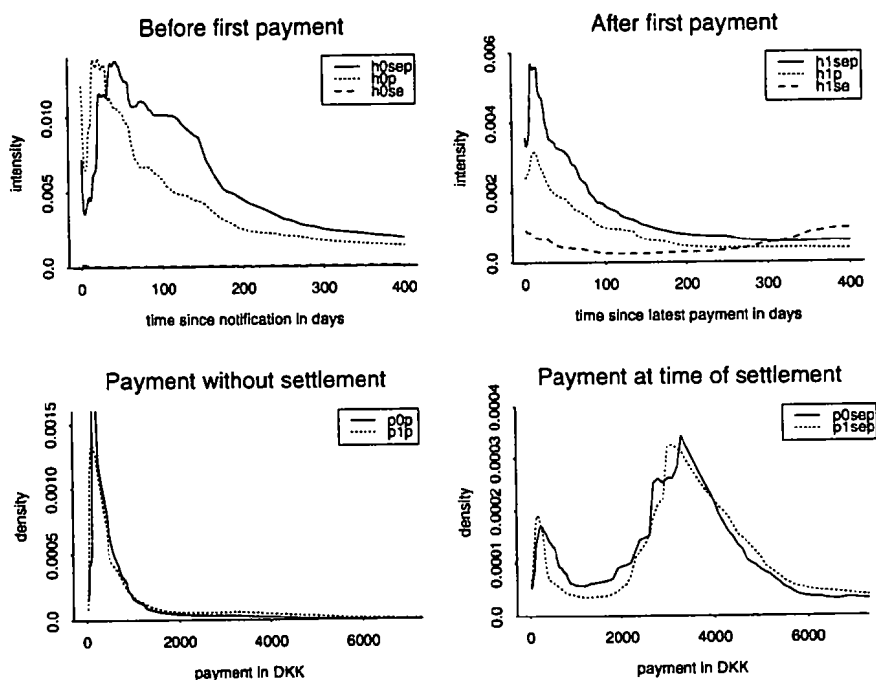 Before first payment
h0sep
h0p
h0se
intensity
0.0
0.005
0.010
0
100
200
300
400
time since notification in days
After first payment
h1sep
h1p
h1se
intensity
0.0
0.002
0.004
0.006
0
100
200
300
400
time since latest payment in days
Payment without settlement
p0p
p1p
density
0.0
0.0005
0.0010
0.0015
0
2000
4000
6000
payment in DKK
Payment at time of settlement
p0sep
p1sep
density
0.0
0.0001
0.0002
0.0003
0.0004
0
2000
4000
6000
payment in DKK